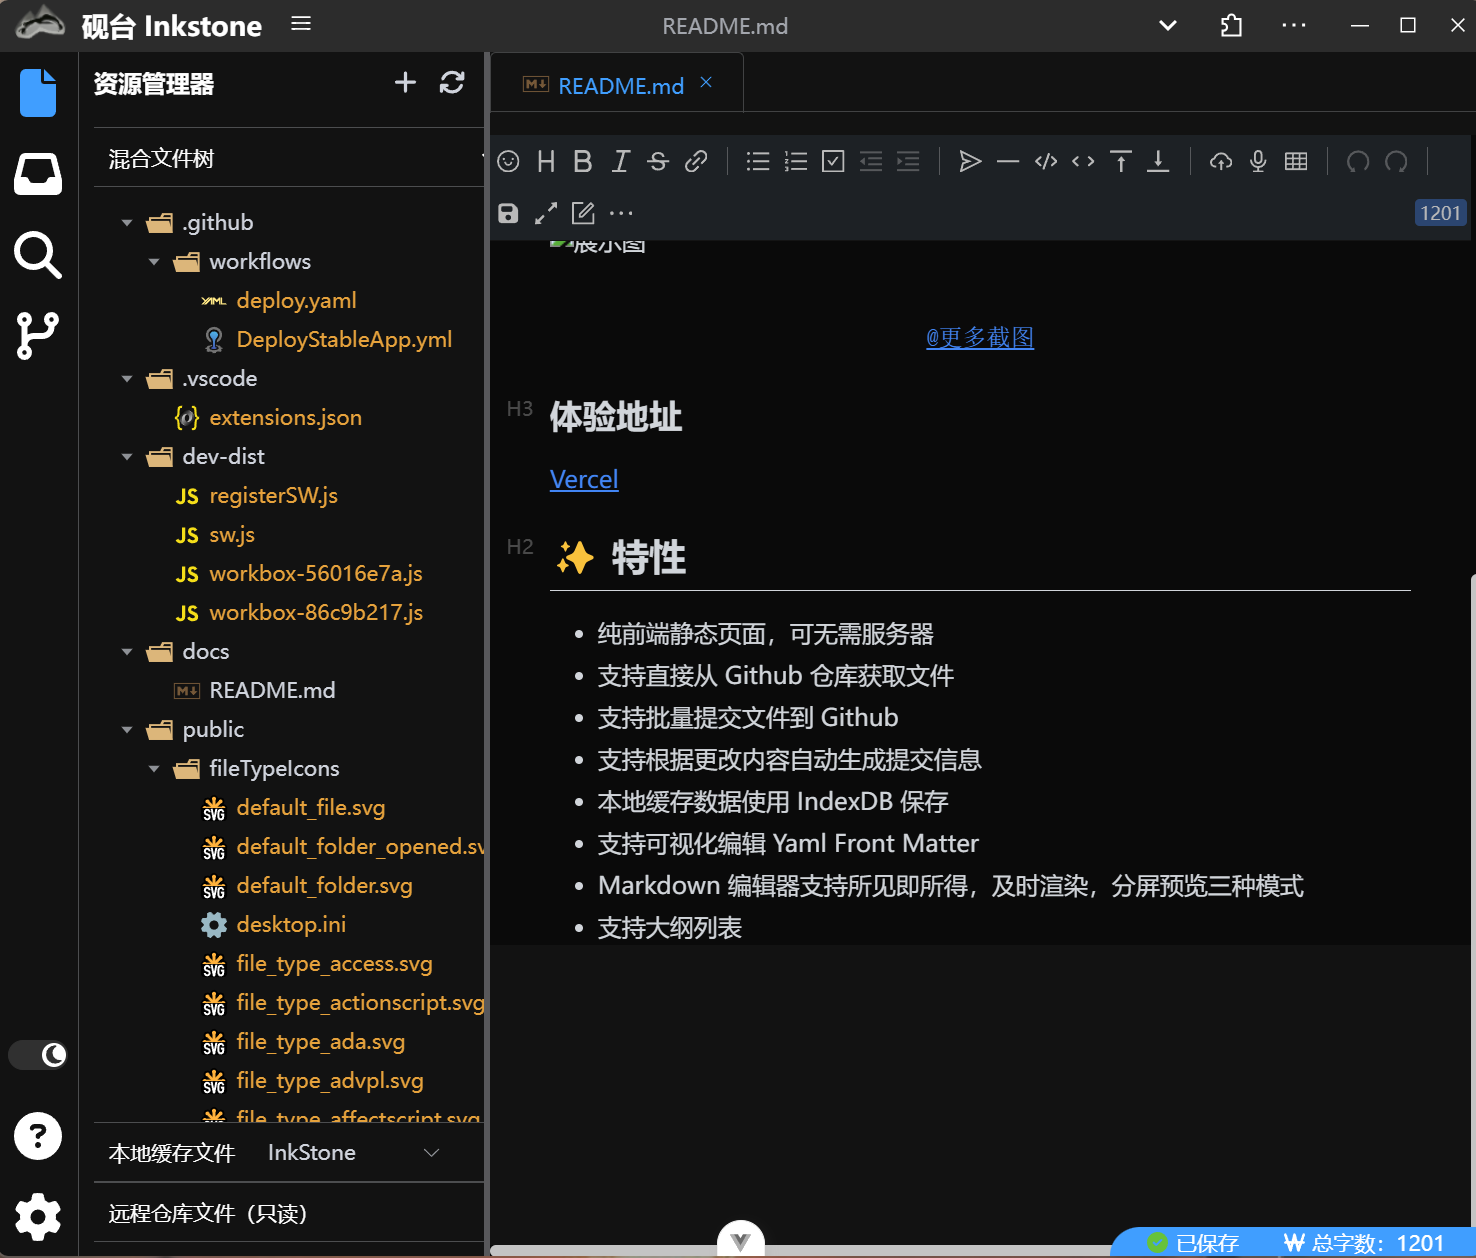 砚台 Inkstone
README.md
资源管理器
混合文件树
.github
workflows
deploy.yaml
DeployStableApp.yml
.vscode
extensions.json
dev-dist
registerSW.js
sw.js
workbox-56016e7a.js
workbox-86c9b217.js
docs
README.md
public
fileTypeIcons
default_file.svg
default_folder_opened.sv
default_folder.svg
desktop.ini
file_type_access.svg
file_type_actionscript.svg
file_type_ada.svg
file_type_advpl.svg
file_type_affectscript.svg
本地缓存文件 InkStone
远程仓库文件（只读）
README.md
1201
展示图
@更多截图
H3 体验地址
Vercel
H2 ✨ 特性
纯前端静态页面，可无需服务器
支持直接从 Github 仓库获取文件
支持批量提交文件到 Github
支持根据更改内容自动生成提交信息
本地缓存数据使用 IndexDB 保存
支持可视化编辑 Yaml Front Matter
Markdown 编辑器支持所见即所得，及时渲染，分屏预览三种模式
支持大纲列表
已保存 ₩ 总字数：1201